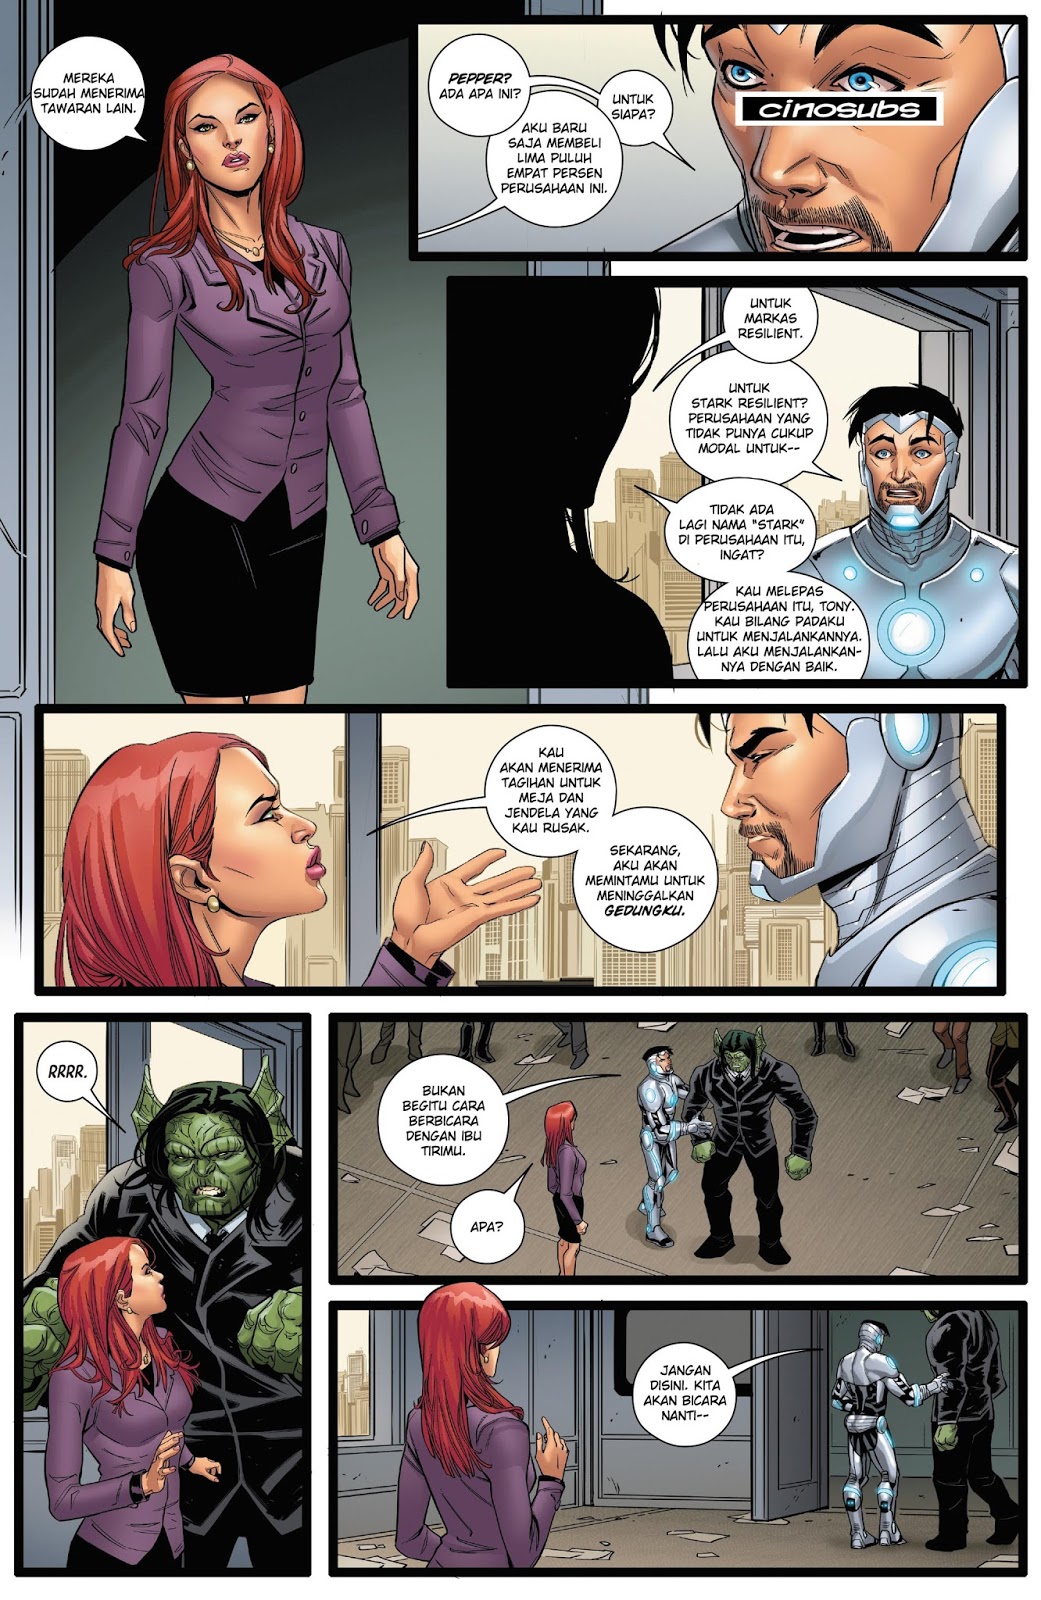 MEREKA
SUDAH MENERIMA
TAWARAN LAIN.
PEPPER?
ADA APA INI?
UNTUK
SIAPA?
AKU BARU
SAJA MEMBELI
LIMA PULUH
EMPAT PERSEN
PERUSAHAAN INI.
cinosubs
UNTUK
MARKAS
RESILIENT.
UNTUK
STARK RESILIENT?
PERUSAHAAN YANG
TIDAK PUNYA CUKUP
MODAL UNTUK--
TIDAK ADA
LAGI NAMA "STARK"
DI PERUSAHAAN ITU,
INGAT?
KAU MELEPAS
PERUSAHAAN ITU, TONY.
KAU BILANG PADAKU
UNTUK MENJALANKANNYA.
LALU AKU MENJALANKAN-
NYA DENGAN BAIK.
KAU
AKAN MENERIMA
TAGIHAN UNTUK
MEJA DAN
JENDELA YANG
KAU RUSAK.
SEKARANG,
AKU AKAN
MEMINTAMU UNTUK
MENINGGALKAN
GEDUNGKU.
RRRR.
BUKAN
BEGITU CARA
BERBICARA
DENGAN IBU
TIRIMU.
APA?
JANGAN
DISINI. KITA
AKAN BICARA
NANTI--